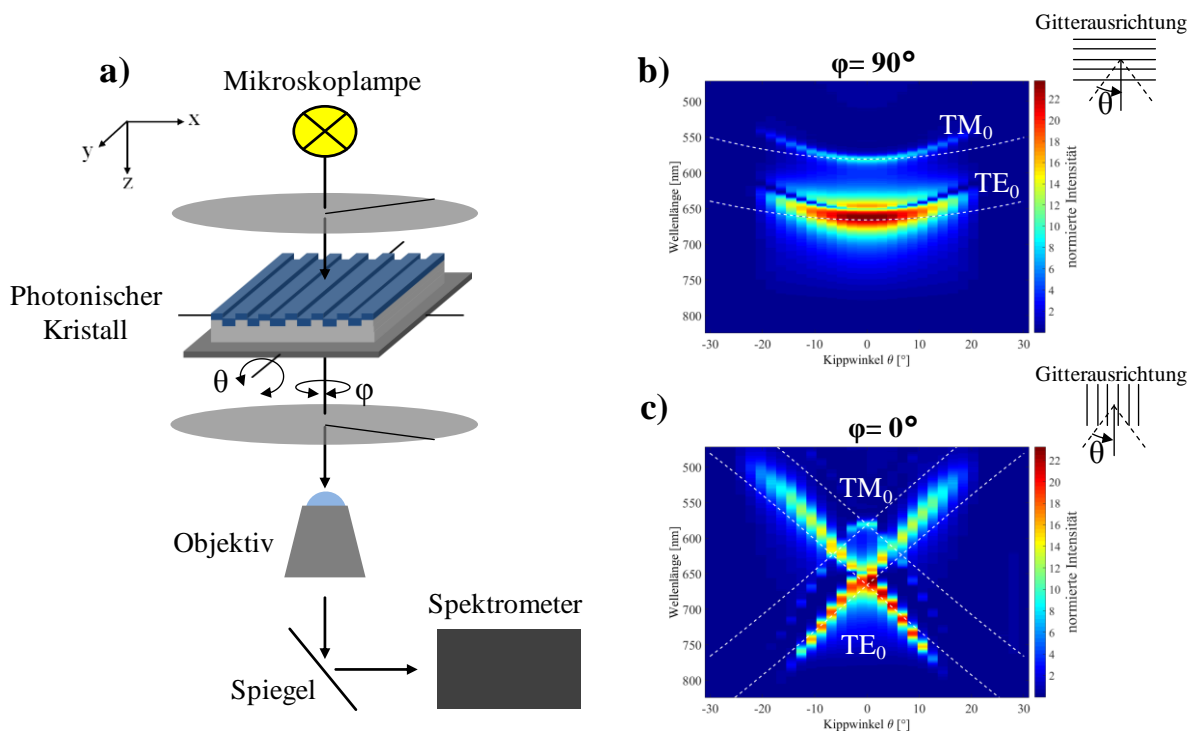 a)
Mikroskoplampe
x
y
z
Photonischer
Kristall
θ
φ
Objektiv
Spektrometer
Spiegel
b)
φ= 90°
Gitterausrichtung
θ
TM0
TE0
Wellenlänge [nm]
500
550
600
650
700
750
800
-30
-20
-10
0
10
20
30
Kippwinkel θ [°]
22
20
18
16
14
12
10
8
6
4
2
normierte Intensität
c)
φ= 0°
Gitterausrichtung
θ
TM0
TE0
Wellenlänge [nm]
500
550
600
650
700
750
800
-30
-20
-10
0
10
20
30
Kippwinkel θ [°]
22
20
18
16
14
12
10
8
6
4
2
normierte Intensität